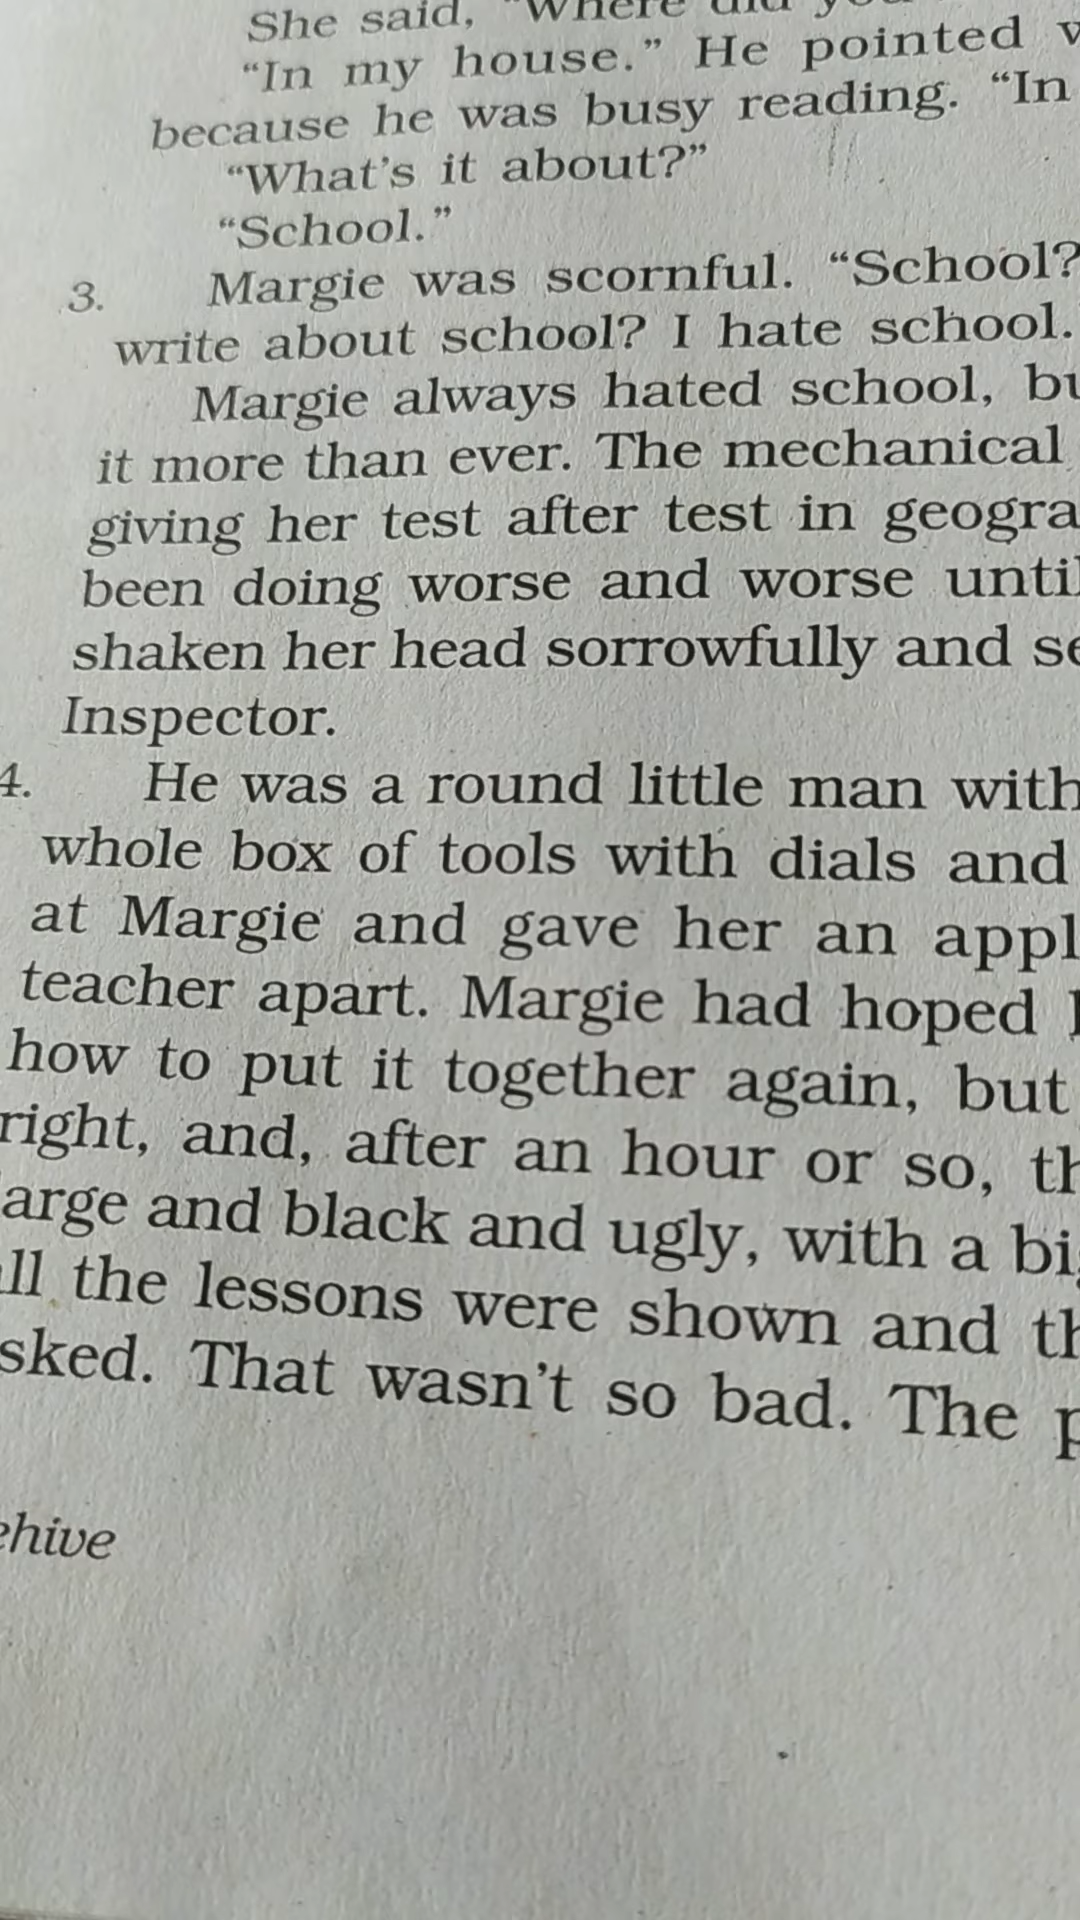 She said, "Where did
"In my house." He pointed
because he was busy reading. "In
"What's it about?"
"School."
3. Margie was scornful. "School?
write about school? I hate school.
Margie always hated school,
it more than ever. The mechanical
giving her test after test in geogra
been doing worse and worse until
shaken her head sorrowfully and se
Inspector.
4. He was a round little man with
whole box of tools with dials and
at Margie and gave her an appl
teacher apart. Margie had hoped
how to put it together again, but
right, and, after an hour or so, th
arge and black and ugly, with a bi
ll the lessons were shown and th
sked. That wasn't so bad. The p
ehive